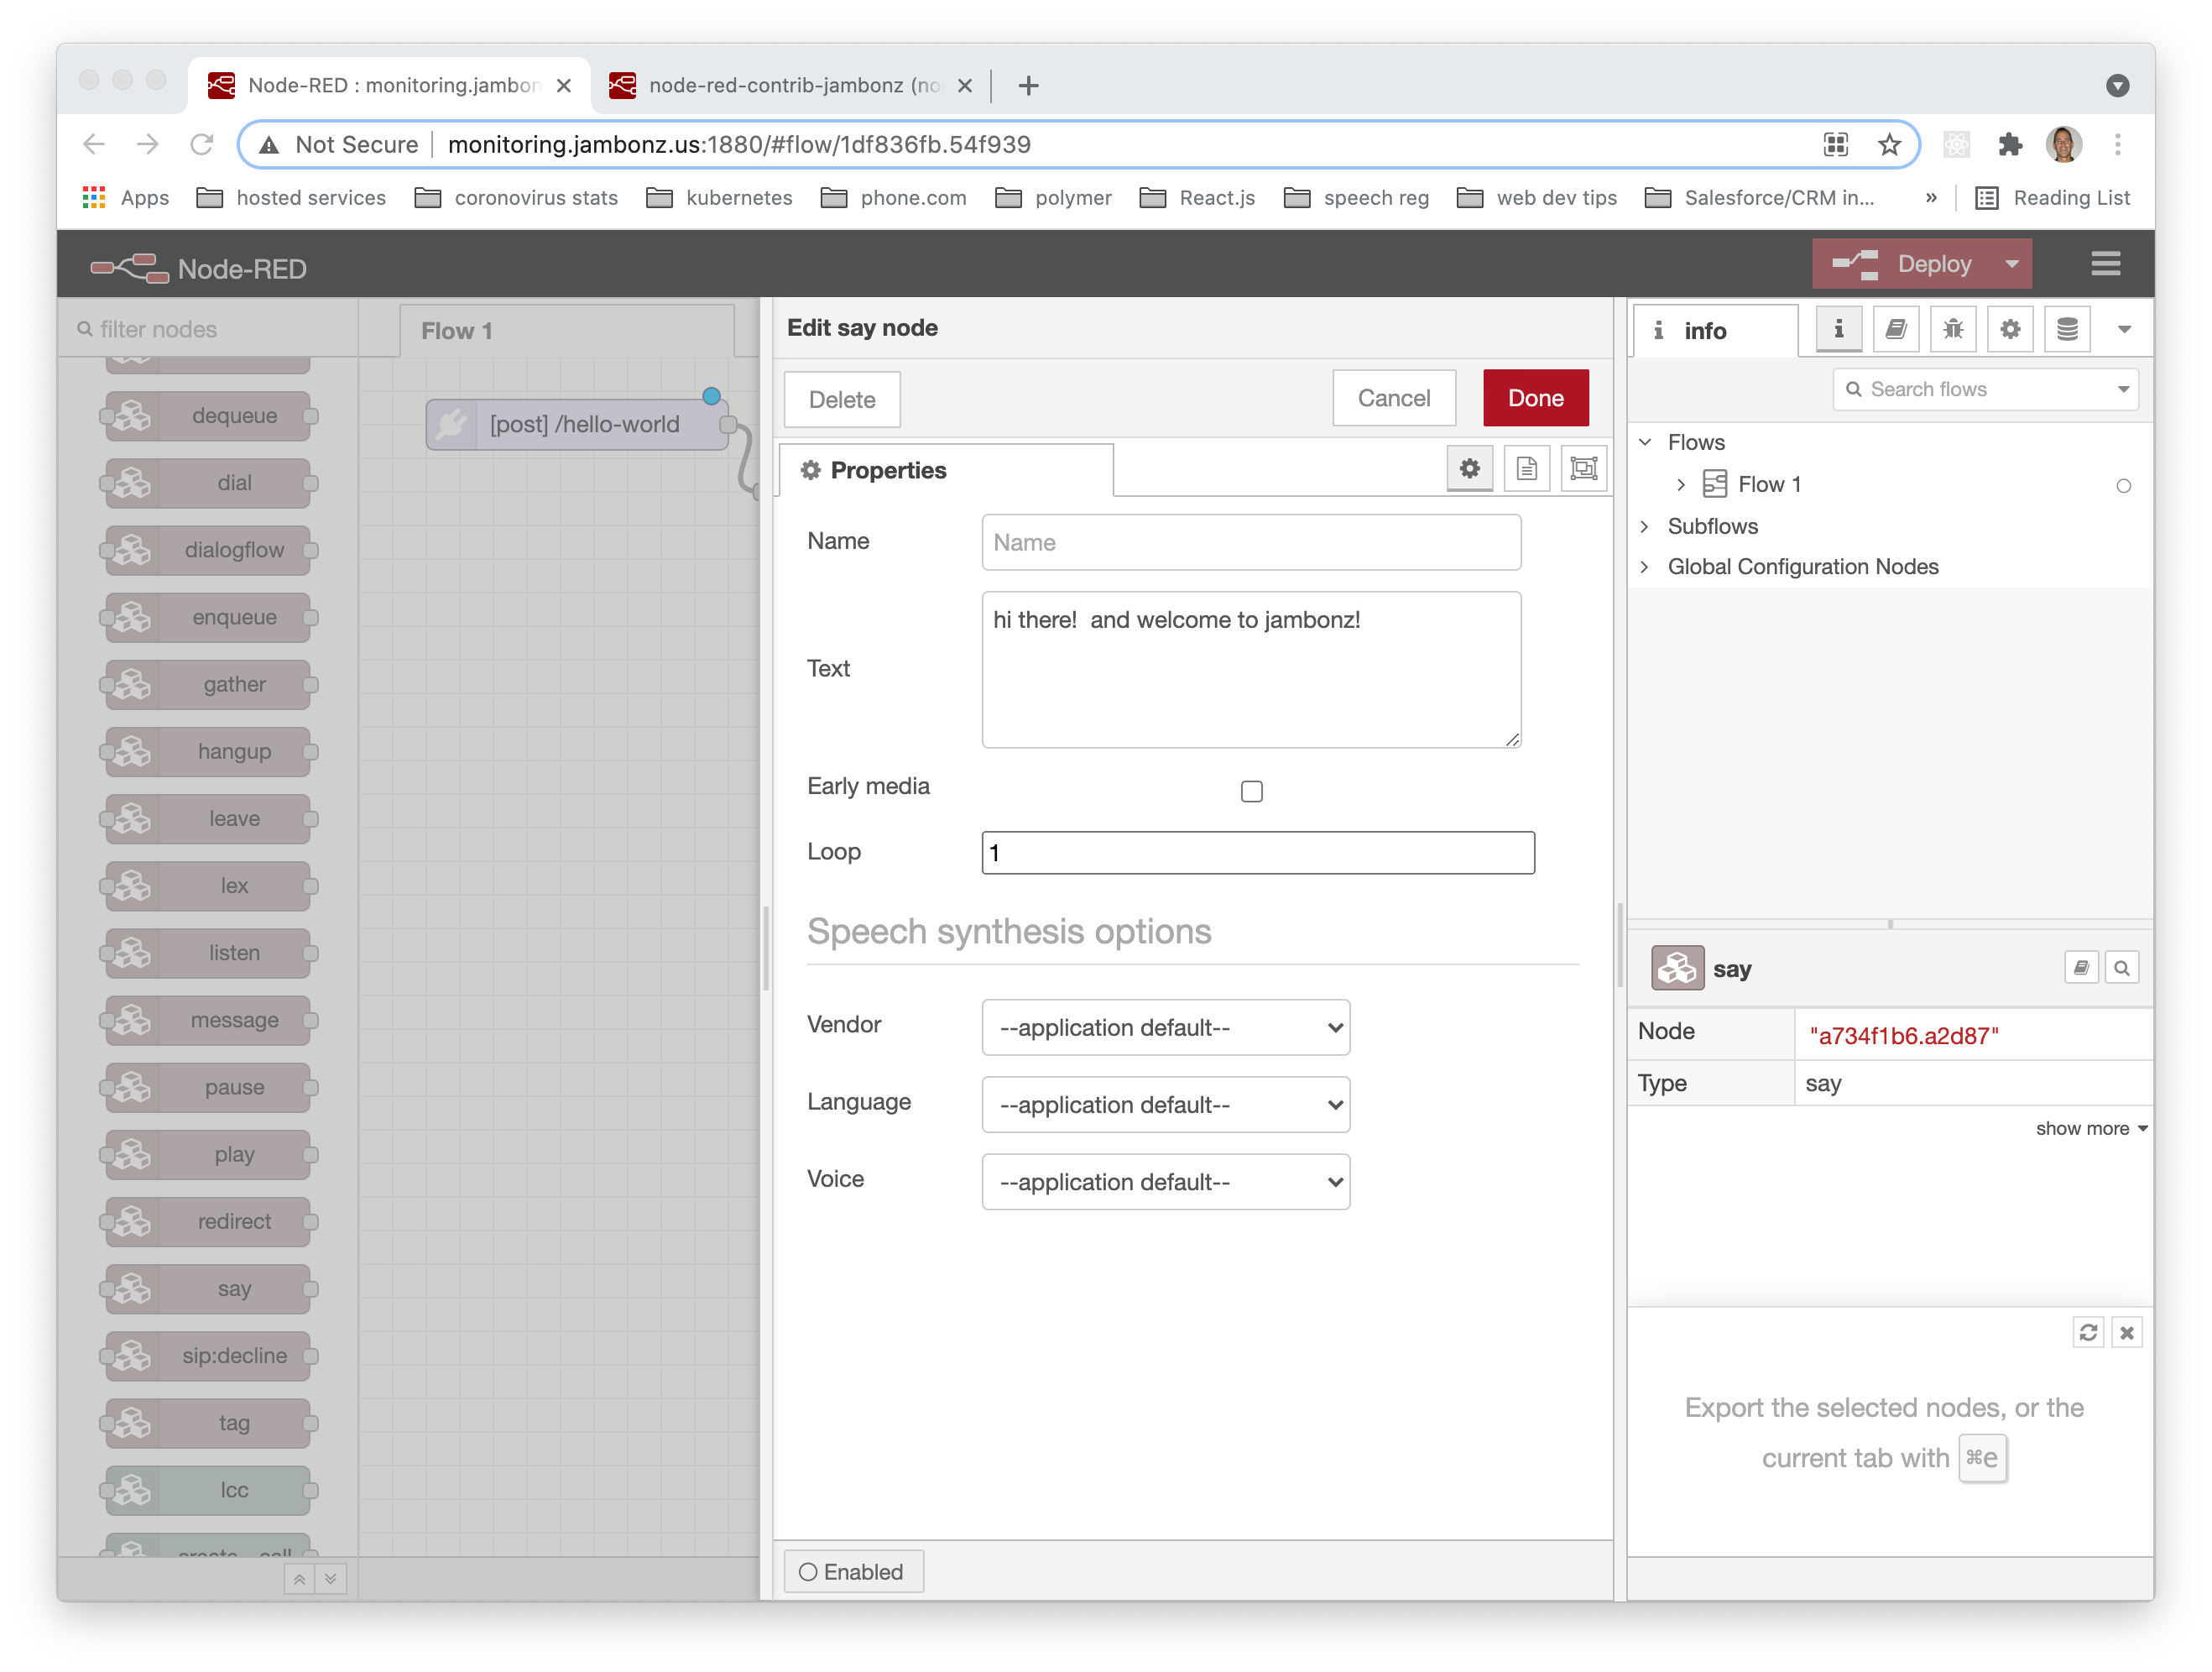 Node-RED : monitoring.jambon
node-red-contrib-jambonz (no
Not Secure
monitoring.jambonz.us:1880/#flow/1df836fb.54f939
Apps
hosted services
coronovirus stats
kubernetes
phone.com
polymer
React.js
speech reg
web dev tips
Salesforce/CRM in...
»
Reading List
Node-RED
Deploy
filter nodes
dequeue
dial
dialogflow
enqueue
gather
hangup
leave
lex
listen
message
pause
play
redirect
say
sip:decline
tag
lcc
Flow 1
[post] /hello-world
Edit say node
Delete
Cancel
Done
Properties
Name
Name
Text
hi there!  and welcome to jambonz!
Early media
Loop
1
Speech synthesis options
Vendor
--application default--
Language
--application default--
Voice
--application default--
Enabled
i info
i
Search flows
Flows
Flow 1
Subflows
Global Configuration Nodes
say
Node
"a734f1b6.a2d87"
Type
say
show more
Export the selected nodes, or the
current tab with ⌘e